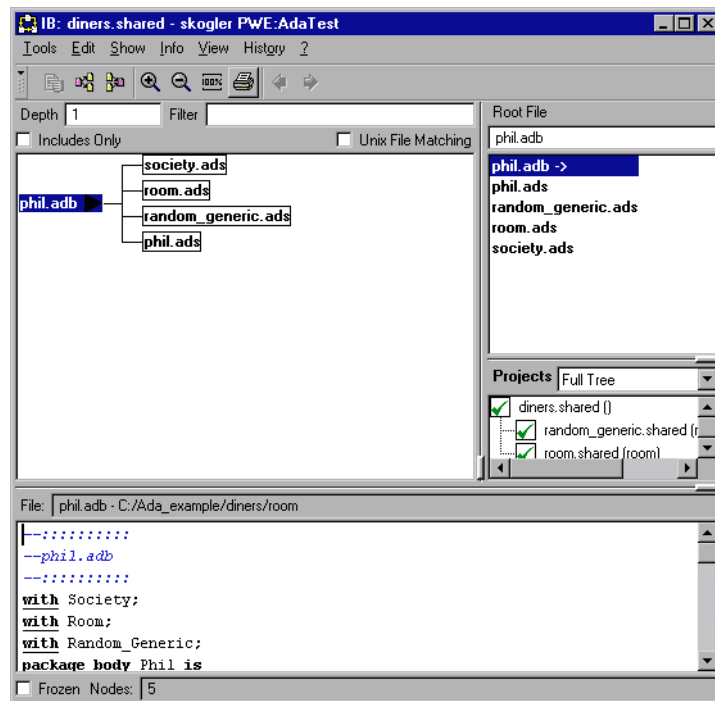 IB: diners.shared - skogler PWE:AdaTest
Tools Edit Show Info View History ?
100%
Depth 1 Filter
Includes Only Unix File Matching
phil.adb
society.ads
room.ads
random_generic.ads
phil.ads
Root File
phil.adb
phil.adb ->
phil.ads
random_generic.ads
room.ads
society.ads
Projects Full Tree
diners.shared ()
random_generic.shared (r
room.shared (room)
File: phil.adb - C:/Ada_example/diners/room
--::::::::::
--phil.adb
--::::::::::
with Society;
with Room;
with Random_Generic;
package body Phil is
Frozen Nodes: 5